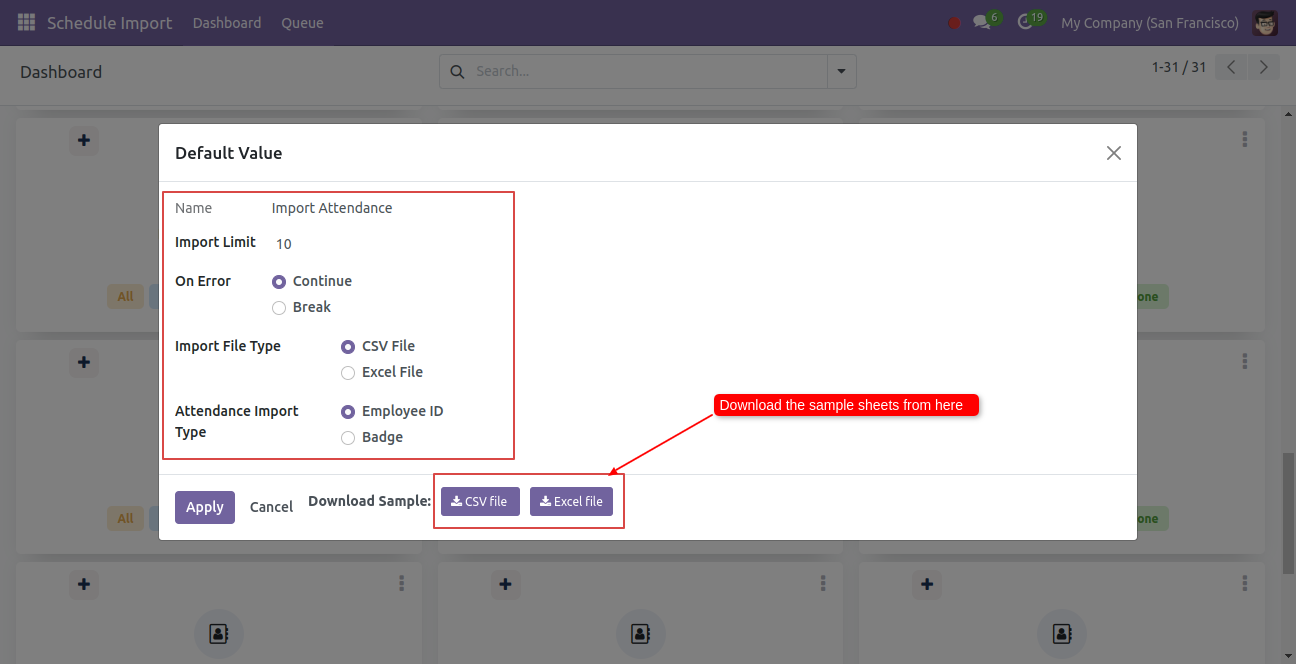 Schedule Import Dashboard Queue 6 19 My Company (San Francisco)
Dashboard Search... 1-31 / 31
Default Value
Name Import Attendance
Import Limit 10
On Error Continue
Break
All one
Import File Type CSV File
Excel File
Download the sample sheets from here
Attendance Import Employee ID
Type
Badge
Apply Cancel Download Sample: CSV file Excel file
All one